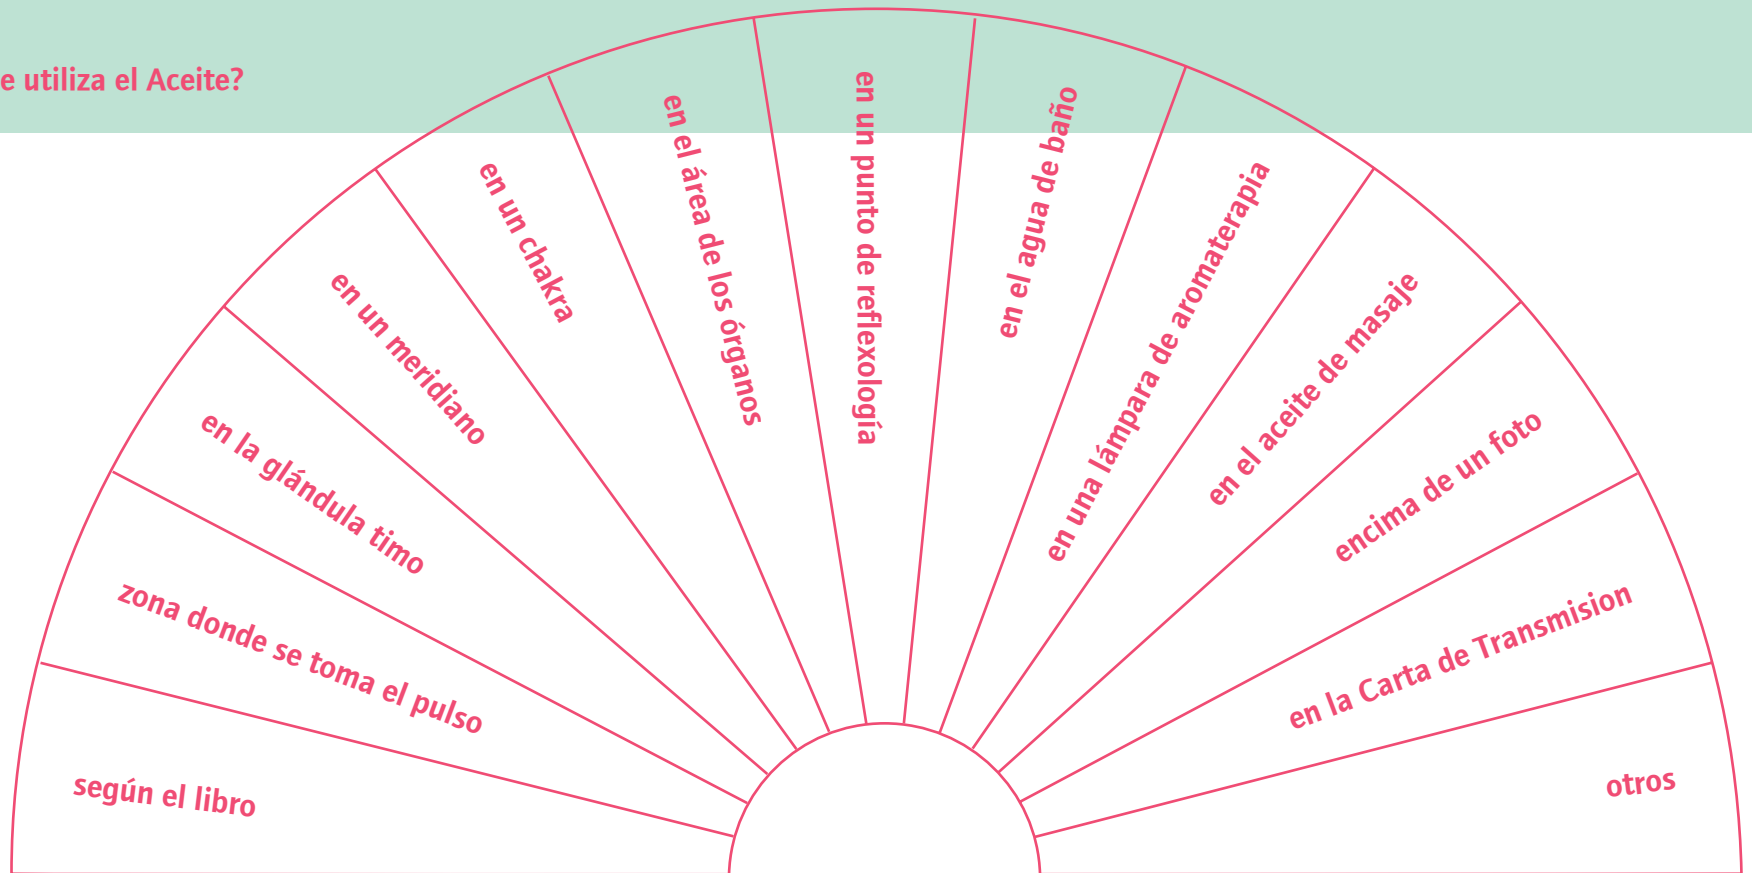 e utiliza el Aceite?
según el libro
zona donde se toma el pulso
en la glándula timo
en un meridiano
en un chakra
en el área de los órganos
en un punto de reflexología
en el agua de baño
en una lámpara de aromaterapia
en el aceite de masaje
encima de un foto
en la Carta de Transmision
otros